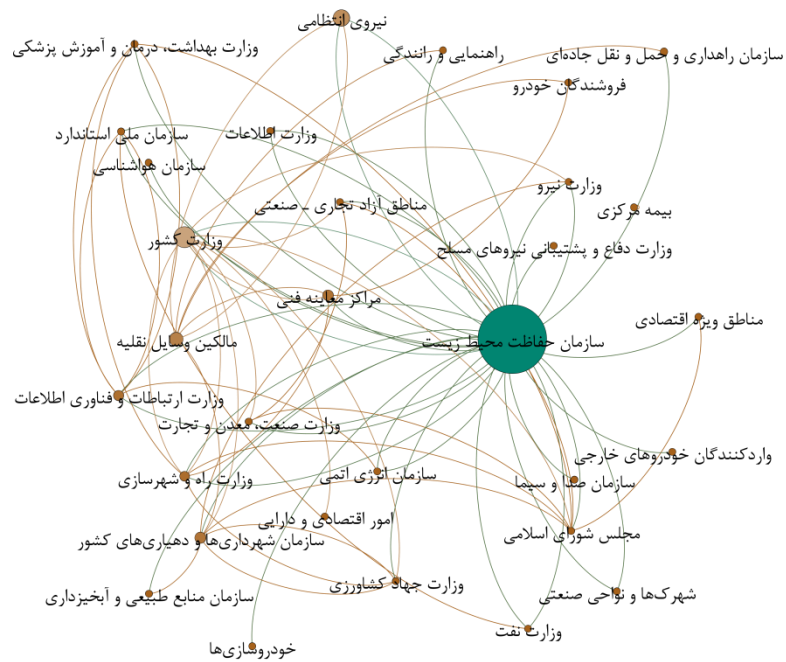 نیروی انتظامی
وزارت بهداشت، درمان و آموزش پزشکی
راهنمایی و رانندگی
سازمان راهداری و حمل و نقل جاده‌ای
فروشندگان خودرو
وزارت اطلاعات
سازمان ملی استاندارد
سازمان هواشناسی
وزارت نیرو
مناطق آزاد تجاری ـ صنعتی
بیمه مرکزی
وزارت کشور
وزارت دفاع و پشتیبانی نیروهای مسلح
مراکز معاینه فنی
مناطق ویژه اقتصادی
مالکین وسایل نقلیه
سازمان حفاظت محیط زیست
وزارت ارتباطات و فناوری اطلاعات
وزارت صنعت، معدن و تجارت
واردکنندگان خودروهای خارجی
وزارت راه و شهرسازی
سازمان انرژی اتمی
سازمان صدا و سیما
امور اقتصادی و دارایی
مجلس شورای اسلامی
سازمان شهرداری‌ها و دهیاری‌های کشور
وزارت جهاد کشاورزی
شهرک‌ها و نواحی صنعتی
سازمان منابع طبیعی و آبخیزداری
وزارت نفت
خودروسازی‌ها